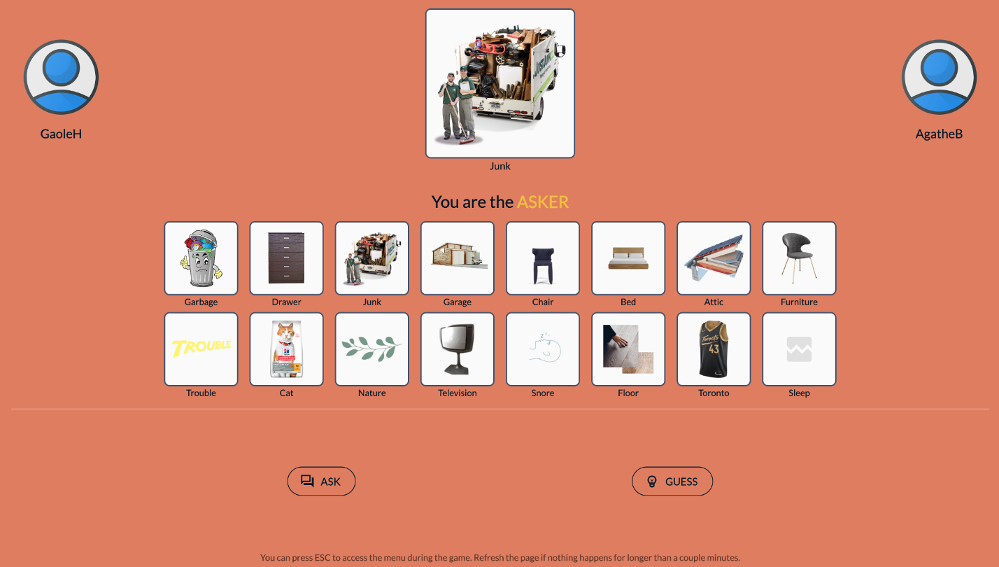 GaoleH
AgatheB
JUSTJUNK
Junk
You are the ASKER
Garbage Drawer Junk Garage Chair Bed Attic Furniture
TROUBLE
Toronto
43
Trouble Cat Nature Television Snore Floor Toronto Sleep
ASK GUESS
You can press ESC to access the menu during the game. Refresh the page if nothing happens for longer than a couple minutes.